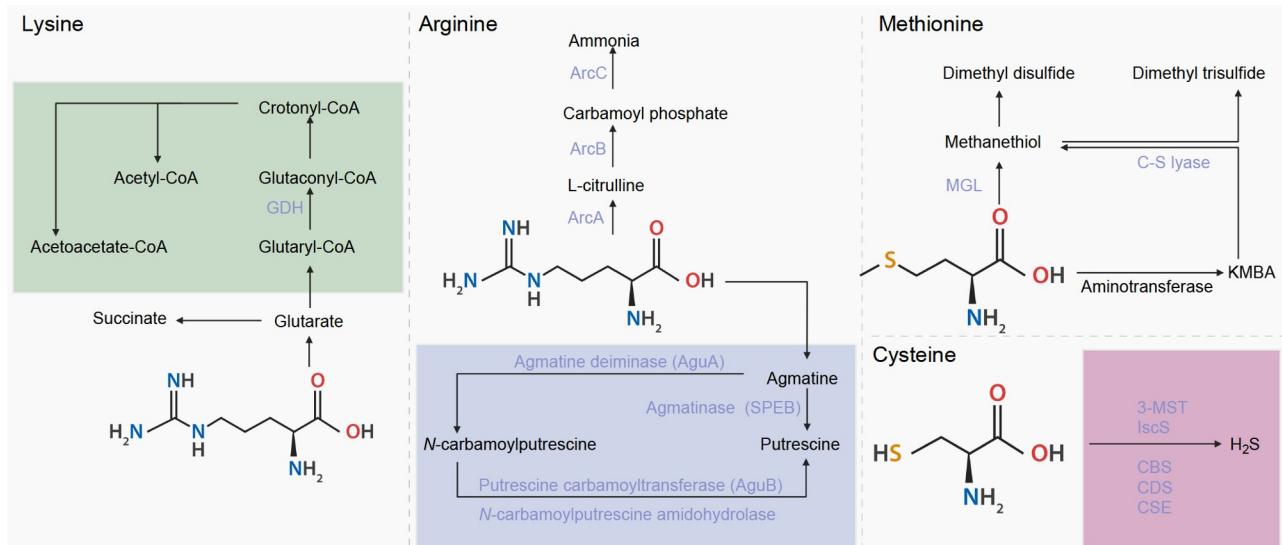 Lysine
Crotonyl-CoA
Acetyl-CoA
Glutaconyl-CoA
GDH
Acetoacetate-CoA
Glutaryl-CoA
Succinate
Glutarate
NH
O
H₂N
N
H
OH
NH₂
Arginine
Ammonia
ArcC
Carbamoyl phosphate
ArcB
L-citrulline
ArcA
NH
O
H₂N
N
H
OH
NH₂
Agmatine deiminase (AguA)
Agmatine
Agmatinase (SPEB)
N-carbamoylputrescine
Putrescine
Putrescine carbamoyltransferase (AguB)
N-carbamoylputrescine amidohydrolase
Methionine
Dimethyl disulfide
Dimethyl trisulfide
Methanethiol
C-S lyase
MGL
O
S
OH
NH₂
Aminotransferase
KMBA
Cysteine
O
HS
OH
NH₂
3-MST
IscS
H₂S
CBS
CDS
CSE